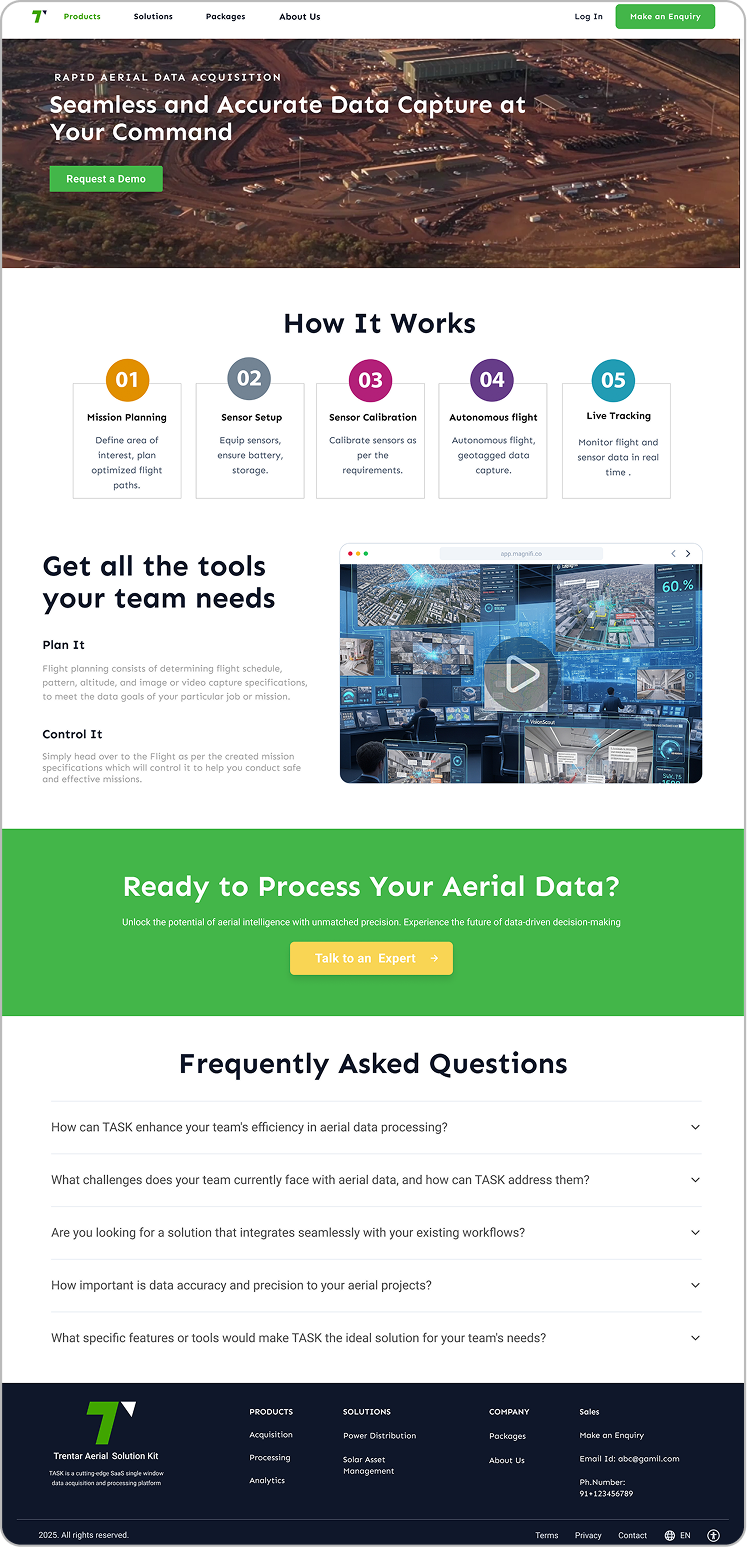 Products Solutions Packages About Us Log In Make an Enquiry
RAPID AERIAL DATA ACQUISITION
Seamless and Accurate Data Capture at
Your Command
Request a Demo
How It Works
01
Mission Planning
Define area of
interest, plan
optimized flight
paths.
02
Sensor Setup
Equip sensors,
ensure battery,
storage.
03
Sensor Calibration
Calibrate sensors as
per the
requirements.
04
Autonomous flight
Autonomous flight,
geotagged data
capture.
05
Live Tracking
Monitor flight and
sensor data in real
time .
Get all the tools
your team needs
Plan It
Flight planning consists of determining flight schedule,
pattern, altitude, and image or video capture specifications,
to meet the data goals of your particular job or mission.
Control It
Simply head over to the Flight as per the created mission
specifications which will control it to help you conduct safe
and effective missions.
app.magnifi.co
60.%
VisionScout
Ready to Process Your Aerial Data?
Unlock the potential of aerial intelligence with unmatched precision. Experience the future of data-driven decision-making
Talk to an Expert
Frequently Asked Questions
How can TASK enhance your team's efficiency in aerial data processing?
What challenges does your team currently face with aerial data, and how can TASK address them?
Are you looking for a solution that integrates seamlessly with your existing workflows?
How important is data accuracy and precision to your aerial projects?
What specific features or tools would make TASK the ideal solution for your team's needs?
Trentar Aerial Solution Kit
TASK is a cutting-edge SaaS single window
data acquisition and processing platform
PRODUCTS
Acquisition
Processing
Analytics
SOLUTIONS
Power Distribution
Solar Asset
Management
COMPANY
Packages
About Us
Sales
Make an Enquiry
Email Id: abc@gamll.com
Ph.Number:
91+123456789
2025. All rights reserved.
Terms Privacy Contact EN